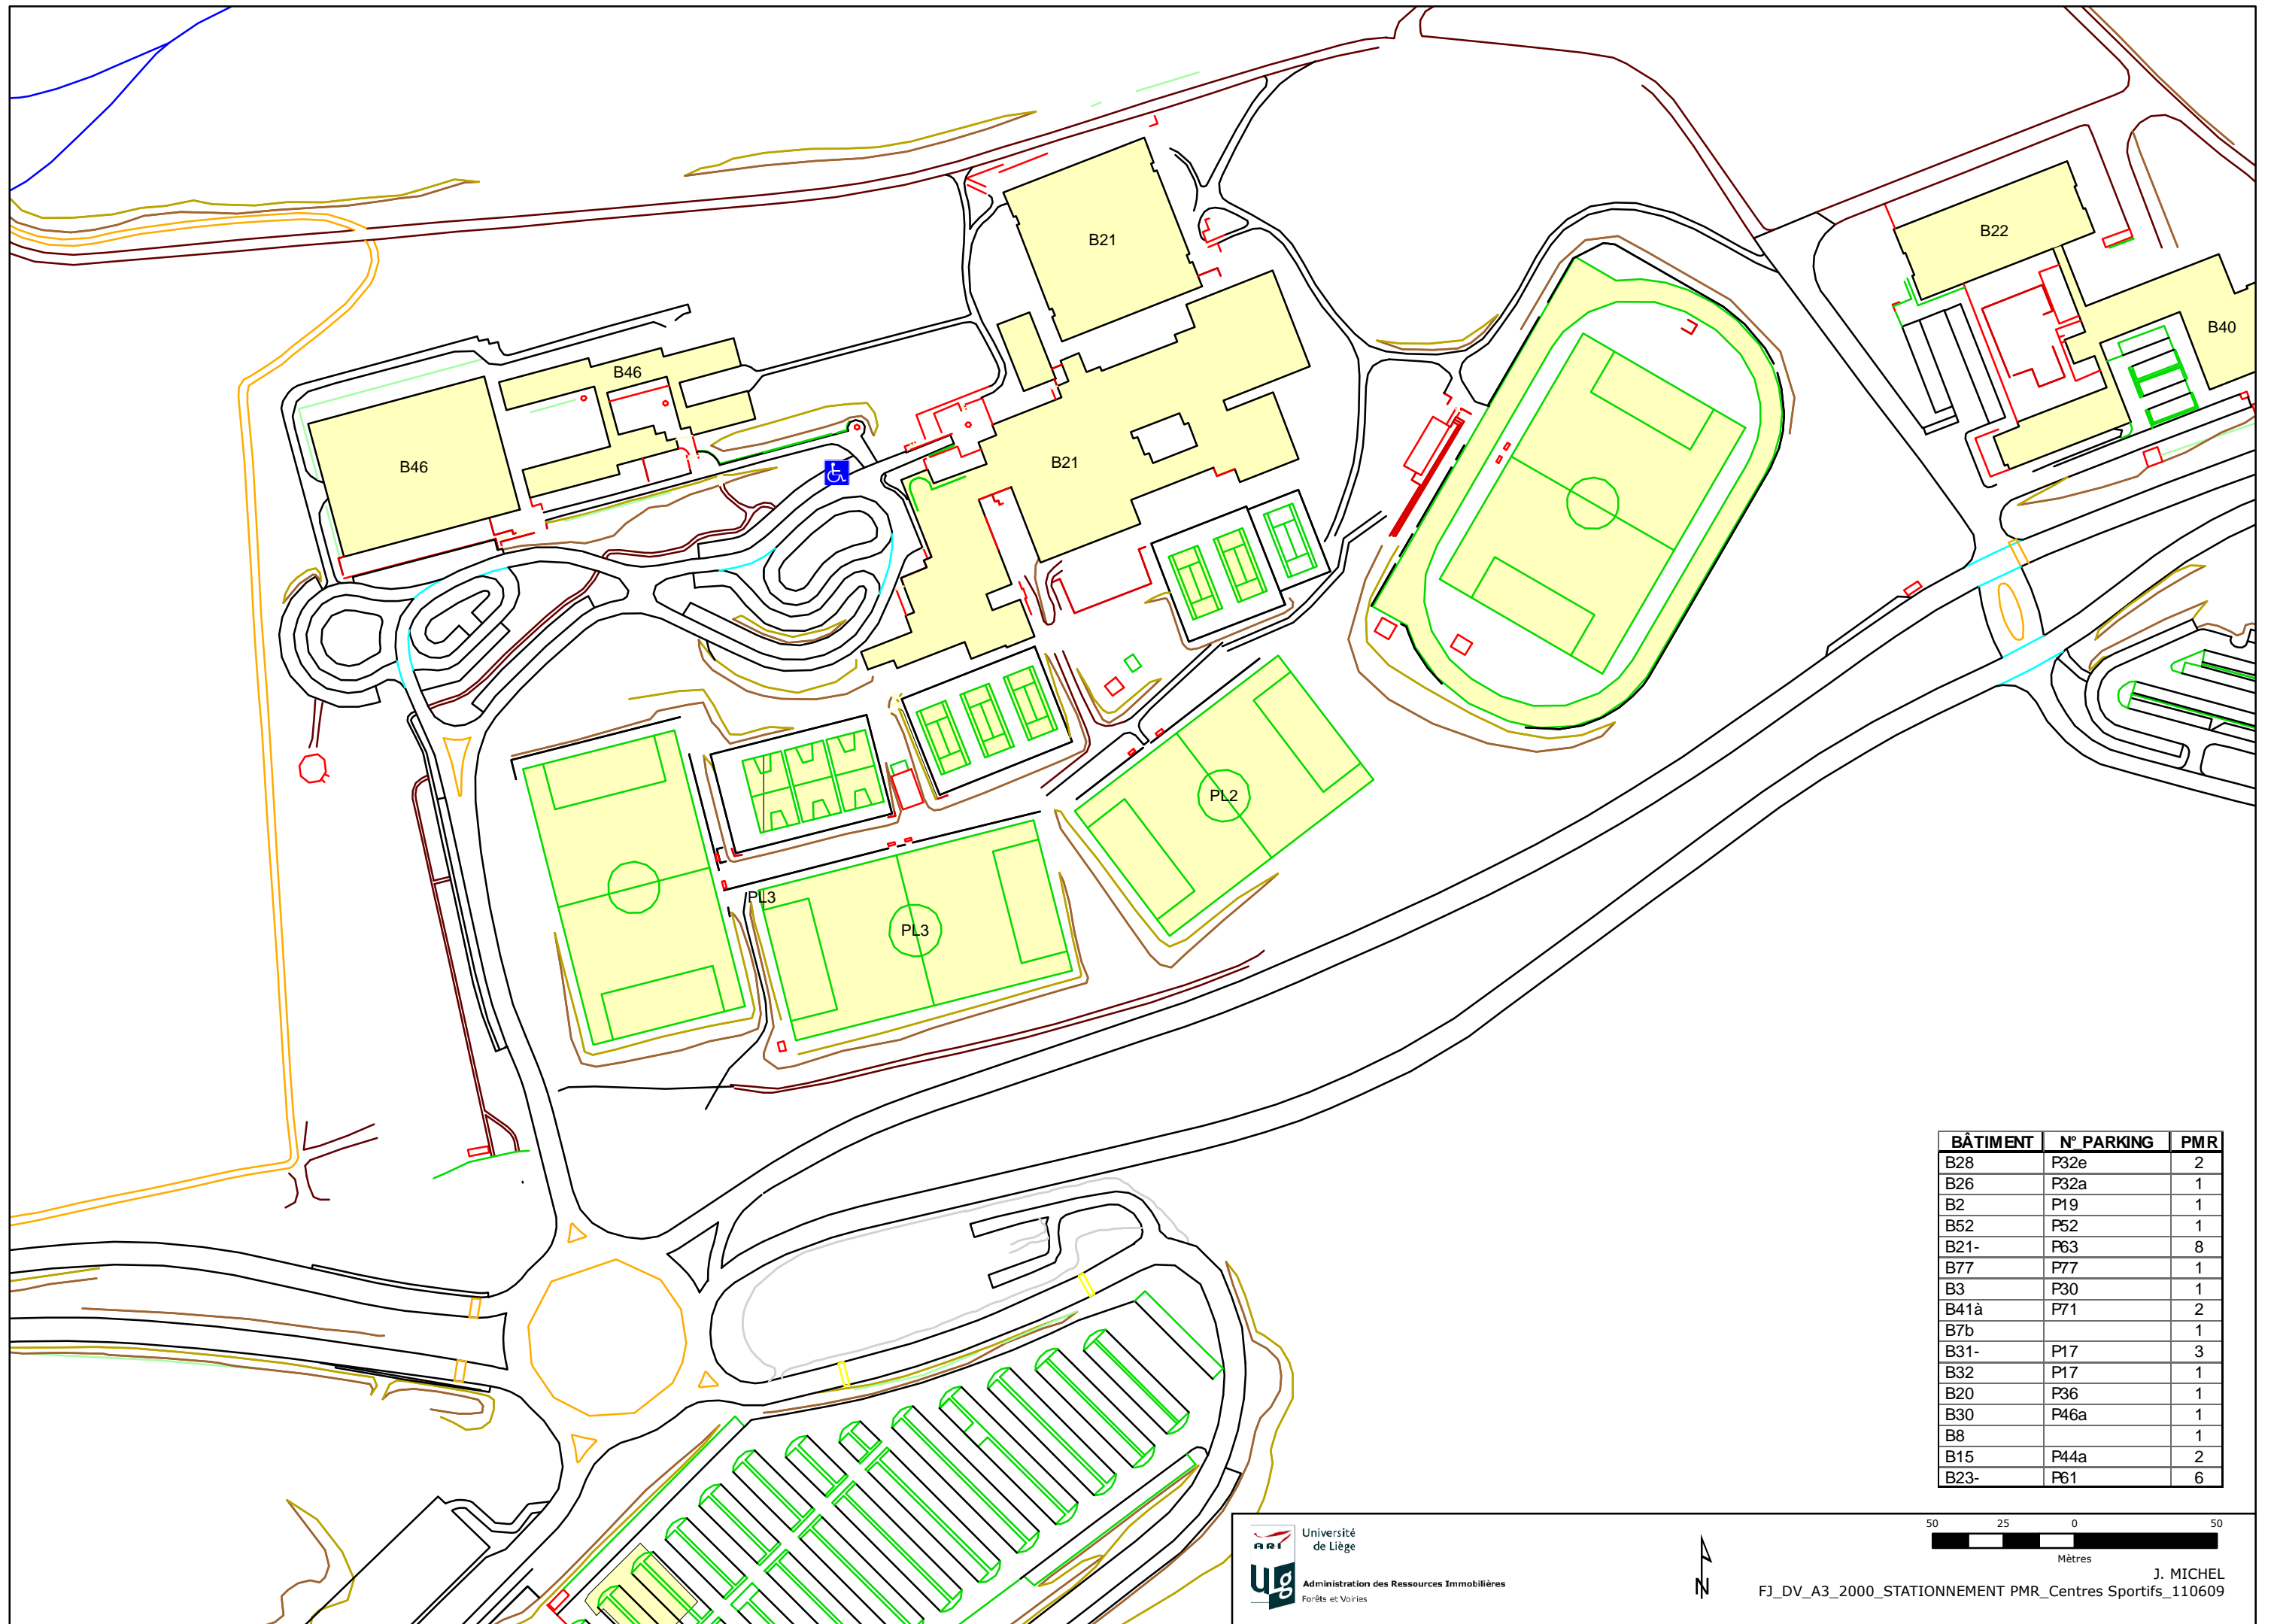 B21
B22
B40
B46
B46
B21
PL2
PL3
PL3
BÂTIMENT N°_PARKING PMR
B28 P32e 2
B26 P32a 1
B2 P19 1
B52 P52 1
B21- P63 8
B77 P77 1
B3 P30 1
B41à P71 2
B7b 1
B31- P17 3
B32 P17 1
B20 P36 1
B30 P46a 1
B8 1
B15 P44a 2
B23- P61 6
ARI
Université
de Liège
ULg
Administration des Ressources Immobilières
Forêts et Voiries
N
50 25 0 50
Mètres
J. MICHEL
FJ_DV_A3_2000_STATIONNEMENT PMR_Centres Sportifs_110609